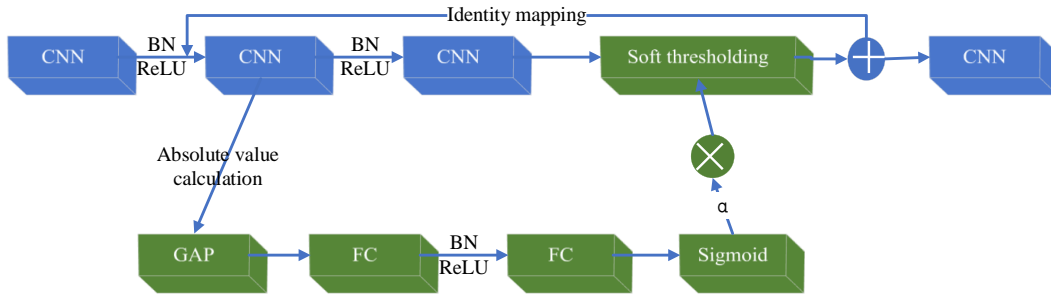 Identity mapping
CNN
BN
ReLU
CNN
BN
ReLU
CNN
Soft thresholding
CNN
Absolute value
calculation
α
GAP
FC
BN
ReLU
FC
Sigmoid